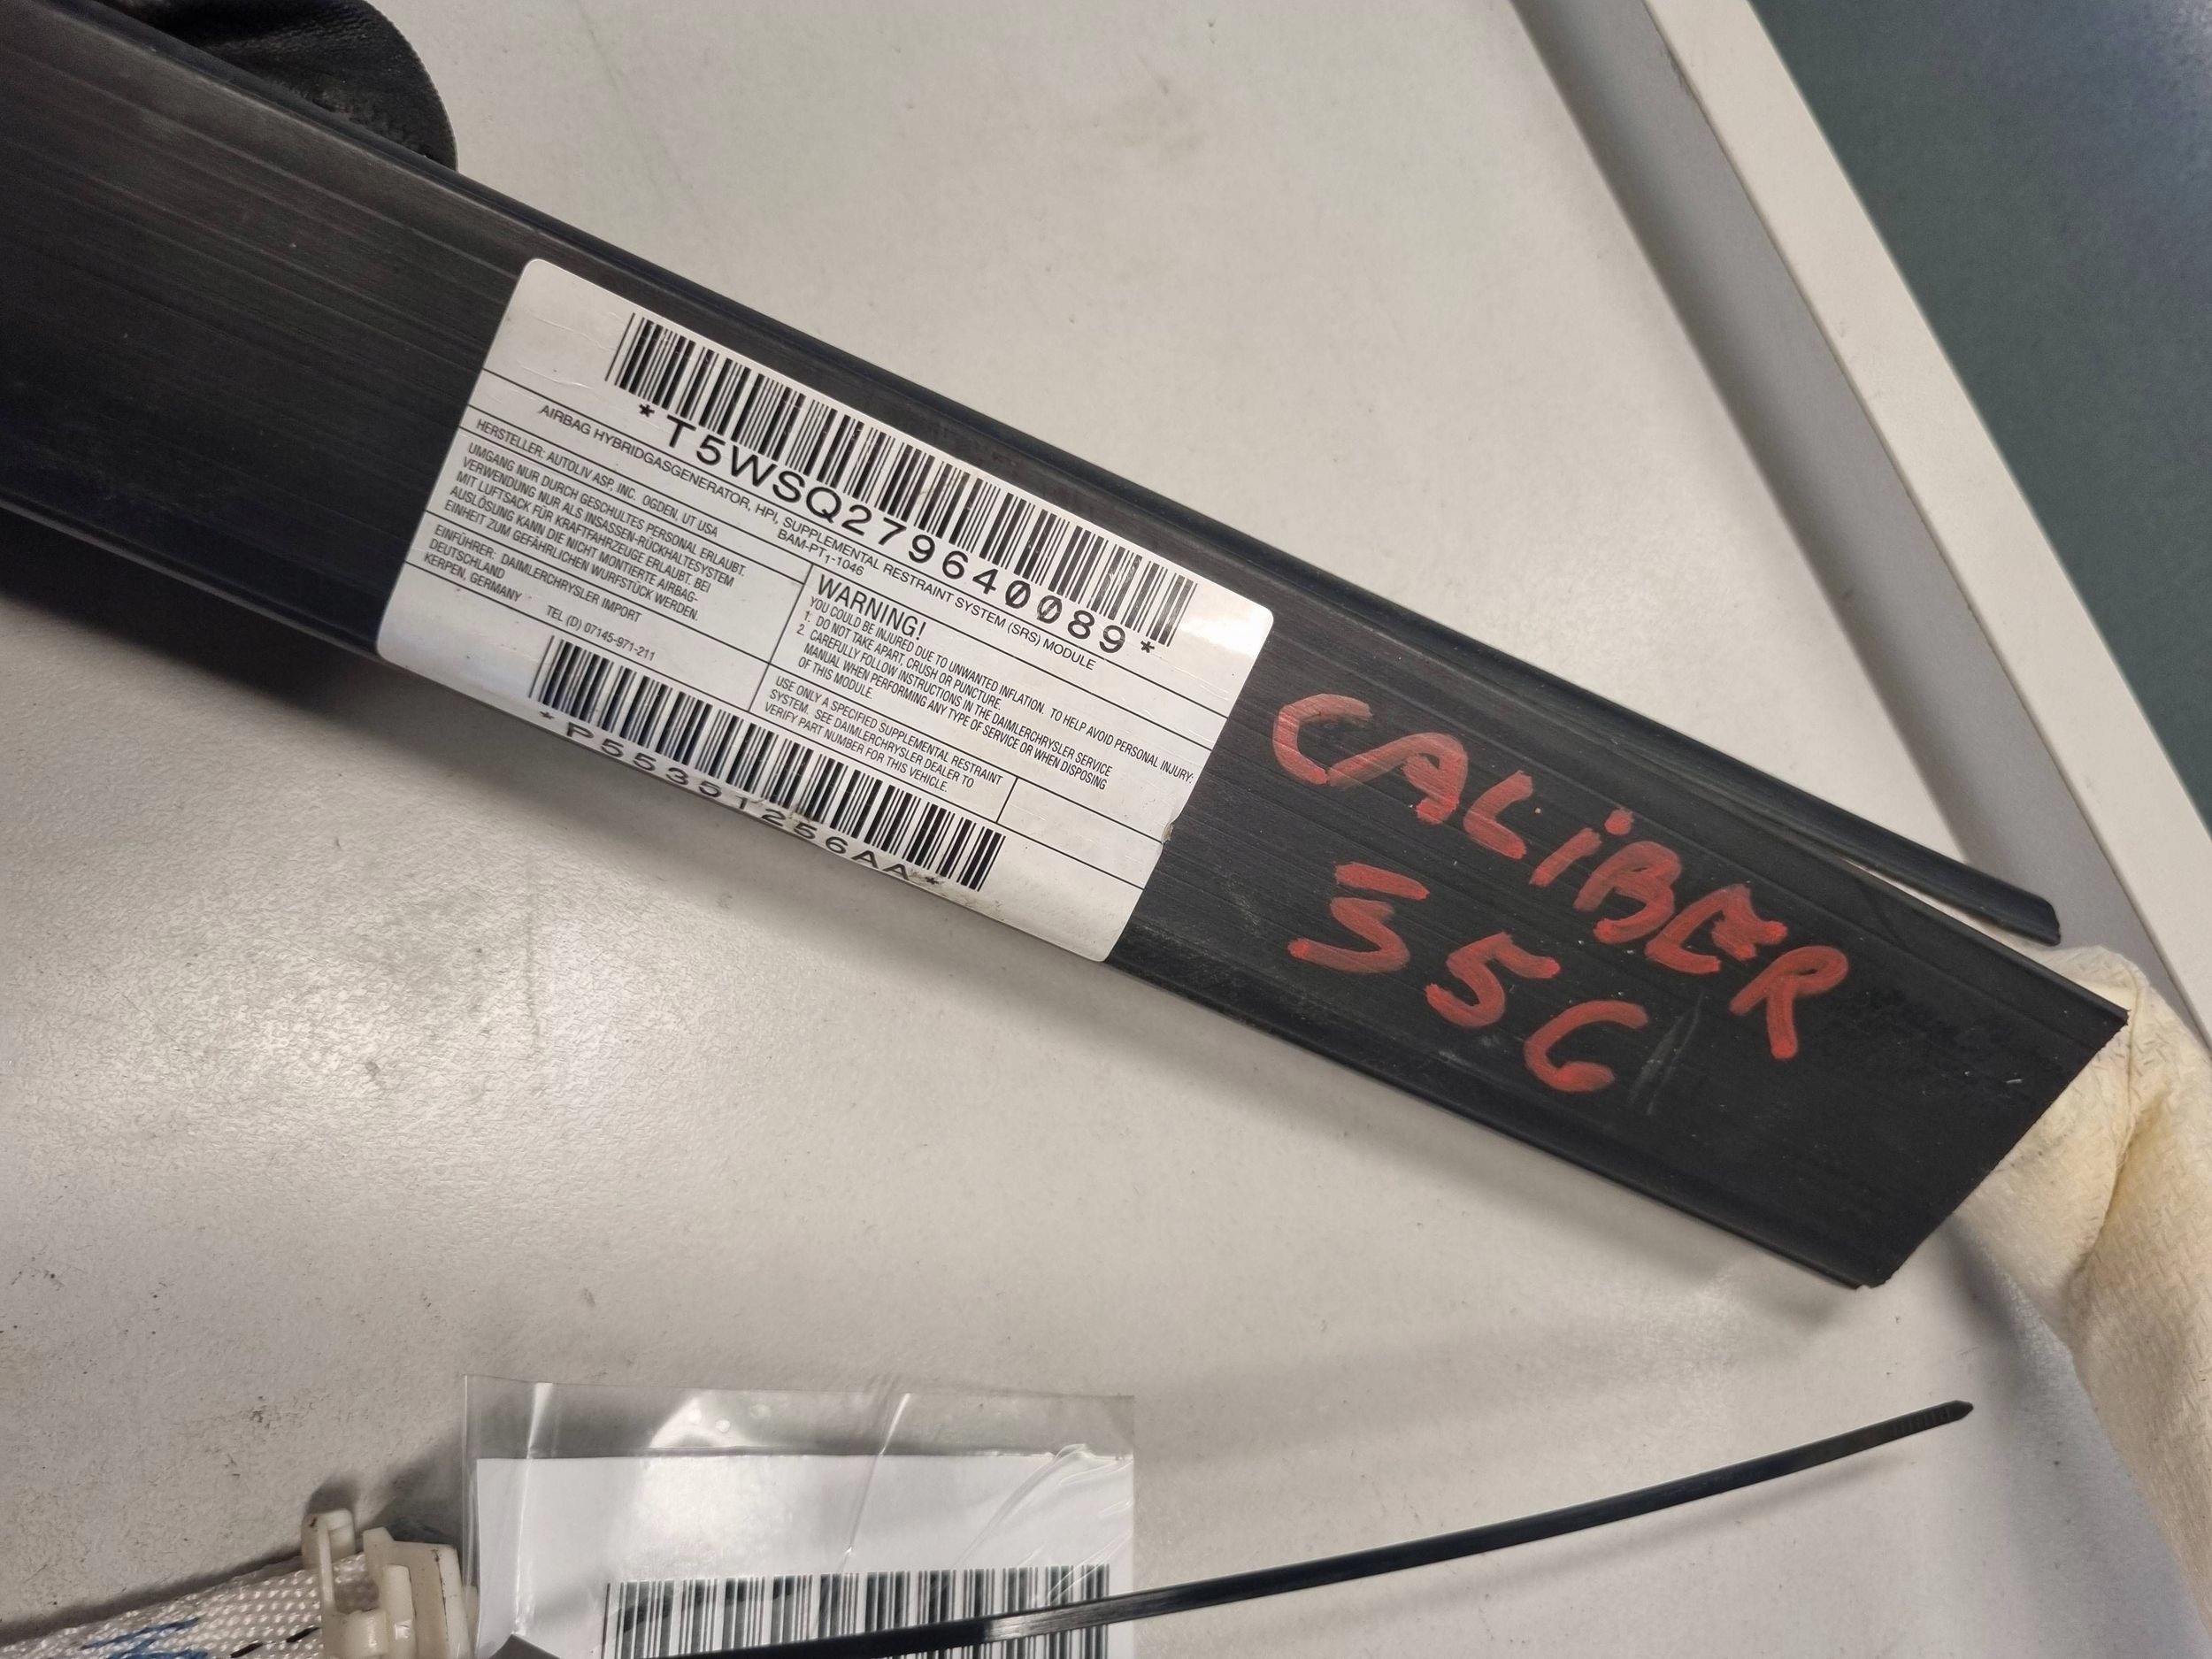 *T5WSQ279640089*
AIRBAG HYBRIDGASGENERATOR, HPI, SUPPLEMENTAL RESTRAINT SYSTEM (SRS) MODULE
BAM-PT1-1046
HERSTELLER: AUTOLIV ASP, INC. OGDEN, UT USA
UMGANG NUR DURCH GESCHULTES PERSONAL ERLAUBT.
VERWENDUNG NUR ALS INSASSEN-RÜCKHALTESYSTEM
MIT LUFTSACK FÜR KRAFTFAHRZEUGE ERLAUBT. BEI
AUSLÖSUNG KANN DIE NICHT MONTIERTE AIRBAG-
EINHEIT ZUM GEFÄHRLICHEN WURFSTÜCK WERDEN.
EINFÜHRER: DAIMLERCHRYSLER IMPORT
DEUTSCHLAND
KERPEN, GERMANY
TEL (D) 07145-971-211
WARNING!
YOU COULD BE INJURED DUE TO UNWANTED INFLATION. TO HELP AVOID PERSONAL INJURY:
1. DO NOT TAKE APART, CRUSH OR PUNCTURE.
2. CAREFULLY FOLLOW INSTRUCTIONS IN THE DAIMLERCHRYSLER SERVICE
MANUAL WHEN PERFORMING ANY TYPE OF SERVICE OR WHEN DISPOSING
OF THIS MODULE.
USE ONLY A SPECIFIED SUPPLEMENTAL RESTRAINT
SYSTEM. SEE DAIMLERCHRYSLER DEALER TO
VERIFY PART NUMBER FOR THIS VEHICLE.
*P55351256AA*
CALiBER
55G